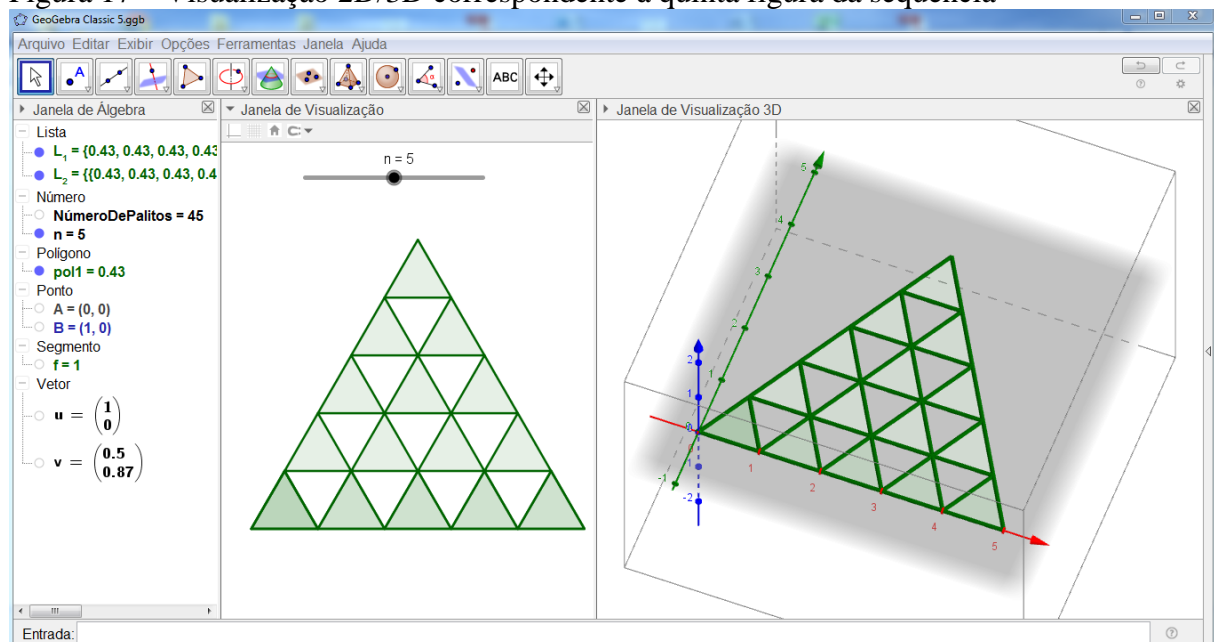 Figura 17 – Visualização 2D/3D correspondente à quinta figura da sequência
GeoGebra Classic 5.ggb
Arquivo Editar Exibir Opções Ferramentas Janela Ajuda
A
ABC
Janela de Álgebra
Lista
L1 = {0.43, 0.43, 0.43, 0.43
L2 = {{0.43, 0.43, 0.43, 0.4
Número
NúmeroDePalitos = 45
n = 5
Polígono
pol1 = 0.43
Ponto
A = (0, 0)
B = (1, 0)
Segmento
f = 1
Vetor
u = (1
0)
v = (0.5
0.87)
Janela de Visualização
n = 5
Janela de Visualização 3D
5
4
3
2
1
-1
2
1
0
-1
-2
0
1
2
3
4
5
Entrada: